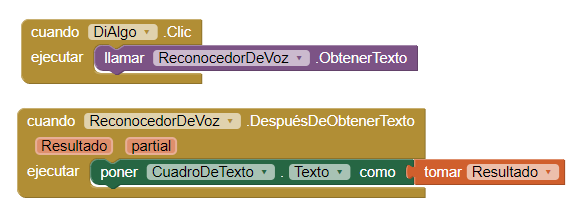 cuando DiAlgo .Clic
ejecutar llamar ReconocedorDeVoz .ObtenerTexto
cuando ReconocedorDeVoz .DespuésDeObtenerTexto
Resultado partial
ejecutar poner CuadroDeTexto . Texto como tomar Resultado